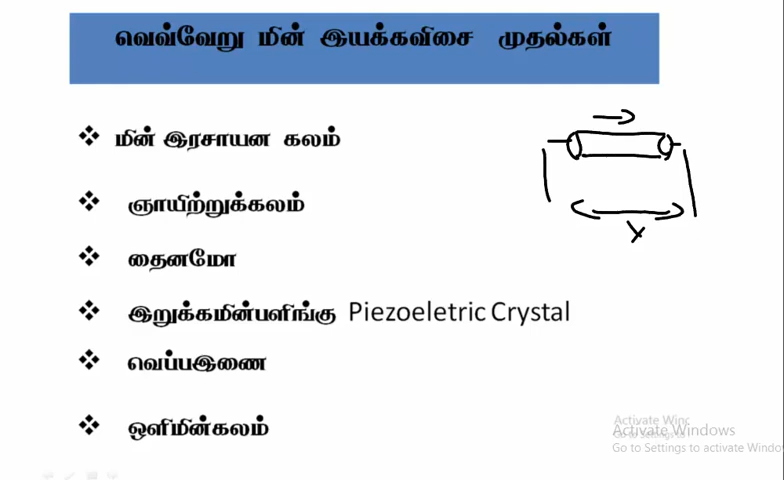 வெவ்வேறு மின் இயக்கவிசை முதல்கள்
❖ மின் இரசாயன கலம்
❖ ஞாயிற்றுக்கலம்
❖ தைனமோ
❖ இறுக்கமின்பளிங்கு Piezoeletric Crystal
❖ வெப்பஇணை
❖ ஒளிமின்கலம்
x
Activate Windows
Go to Settings to activate Windo